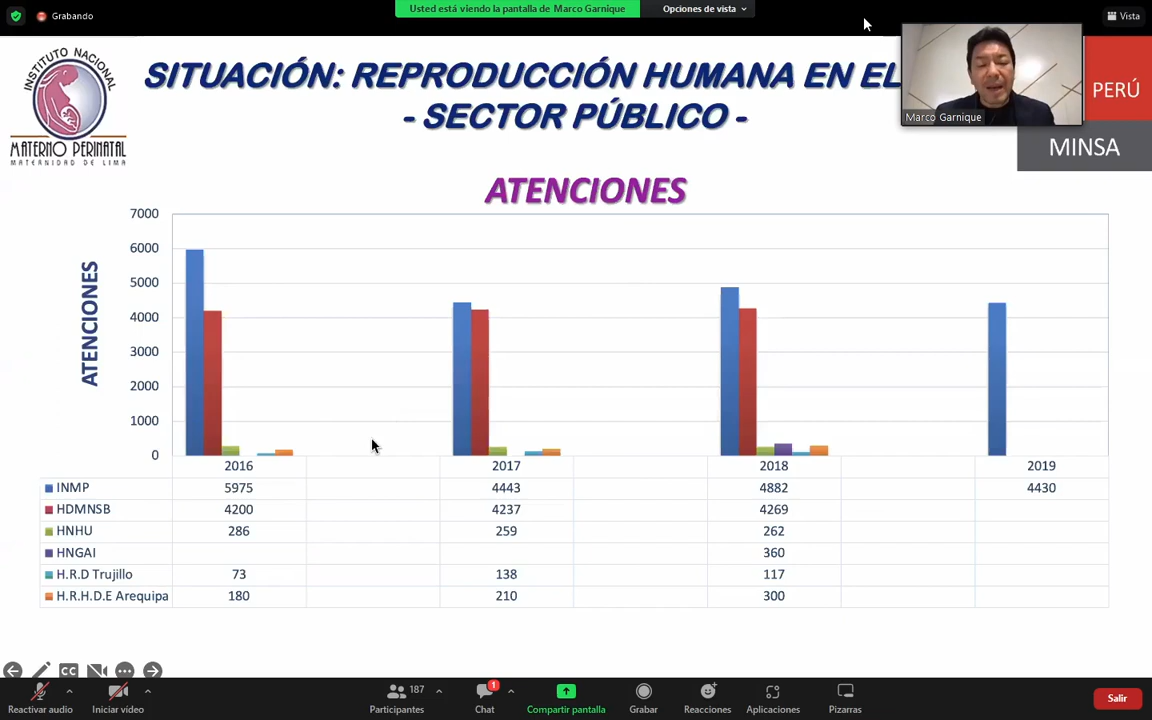 Grabando
Usted está viendo la pantalla de Marco Garnique
Opciones de vista
Vista
INSTITUTO NACIONAL
MATERNO PERINATAL
MATERNIDAD DE LIMA
SITUACIÓN: REPRODUCCIÓN HUMANA EN EL
- SECTOR PÚBLICO -
Marco Garnique
PERÚ
MINSA
ATENCIONES
ATENCIONES
7000
6000
5000
4000
3000
2000
1000
0
2016 2017 2018 2019
INMP 5975 4443 4882 4430
HDMNSB 4200 4237 4269
HNHU 286 259 262
HNGAI 360
H.R.D Trujillo 73 138 117
H.R.H.D.E Arequipa 180 210 300
CC
187
1
Reactivar audio
Iniciar vídeo
Participantes
Chat
Compartir pantalla
Grabar
Reacciones
Aplicaciones
Pizarras
Salir